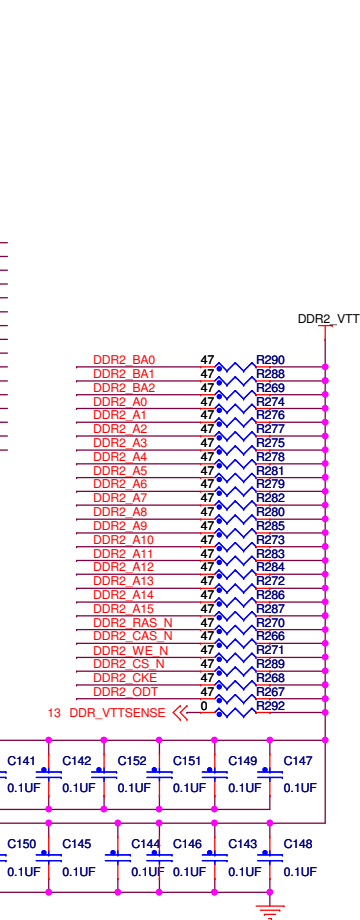 DDR2_VTT
DDR2_BA0 47 R290
DDR2_BA1 47 R288
DDR2_BA2 47 R269
DDR2_A0 47 R274
DDR2_A1 47 R276
DDR2_A2 47 R277
DDR2_A3 47 R275
DDR2_A4 47 R278
DDR2_A5 47 R281
DDR2_A6 47 R279
DDR2_A7 47 R282
DDR2_A8 47 R280
DDR2_A9 47 R285
DDR2_A10 47 R273
DDR2_A11 47 R283
DDR2_A12 47 R284
DDR2_A13 47 R272
DDR2_A14 47 R286
DDR2_A15 47 R287
DDR2_RAS_N 47 R270
DDR2_CAS_N 47 R266
DDR2_WE_N 47 R271
DDR2_CS_N 47 R289
DDR2_CKE 47 R268
DDR2_ODT 47 R267
13 DDR_VTTSENSE 0 R292
C141 C142 C152 C151 C149 C147
0.1UF 0.1UF 0.1UF 0.1UF 0.1UF 0.1UF
C150 C145 C144 C146 C143 C148
0.1UF 0.1UF 0.1UF 0.1UF 0.1UF 0.1UF